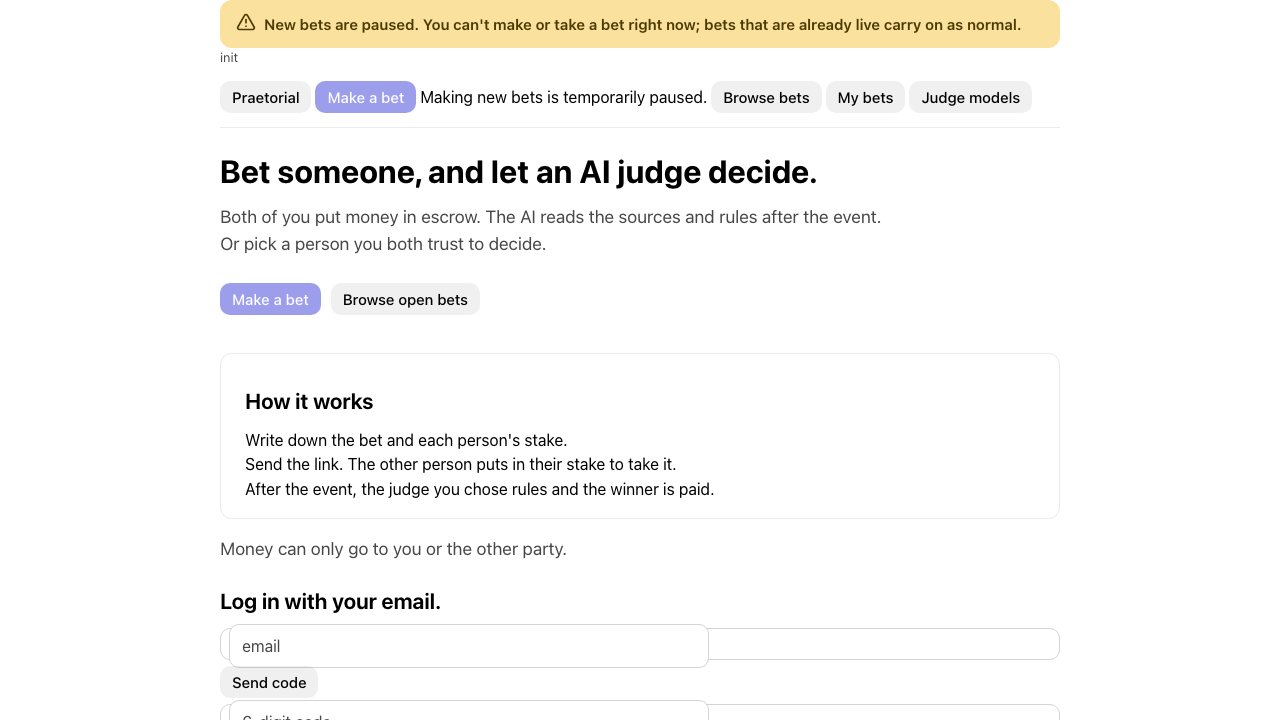 New bets are paused. You can't make or take a bet right now; bets that are already live carry on as normal.
init
Praetorial Make a bet Making new bets is temporarily paused. Browse bets My bets Judge models
Bet someone, and let an AI judge decide.
Both of you put money in escrow. The AI reads the sources and rules after the event.
Or pick a person you both trust to decide.
Make a bet Browse open bets
How it works
Write down the bet and each person's stake.
Send the link. The other person puts in their stake to take it.
After the event, the judge you chose rules and the winner is paid.
Money can only go to you or the other party.
Log in with your email.
email
Send code
6-digit code